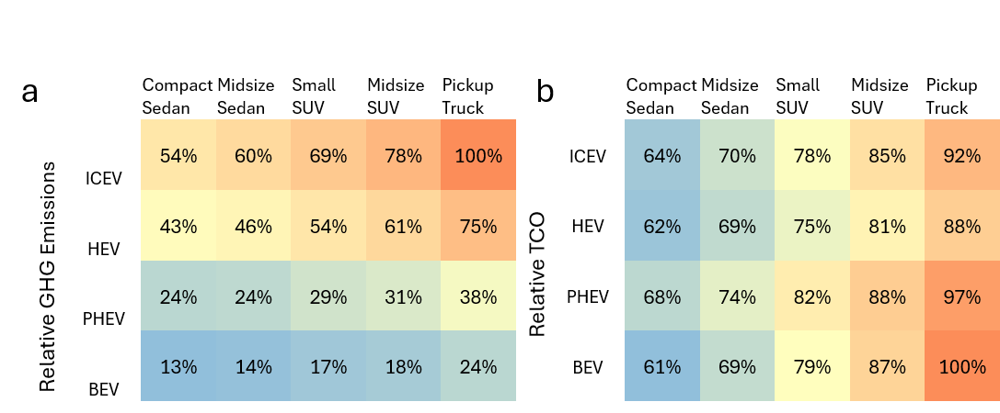 a
Compact Midsize Small Midsize Pickup
Sedan Sedan SUV SUV Truck
Relative GHG Emissions
ICEV 54% 60% 69% 78% 100%
HEV 43% 46% 54% 61% 75%
PHEV 24% 24% 29% 31% 38%
BEV 13% 14% 17% 18% 24%
b
Compact Midsize Small Midsize Pickup
Sedan Sedan SUV SUV Truck
Relative TCO
ICEV 64% 70% 78% 85% 92%
HEV 62% 69% 75% 81% 88%
PHEV 68% 74% 82% 88% 97%
BEV 61% 69% 79% 87% 100%